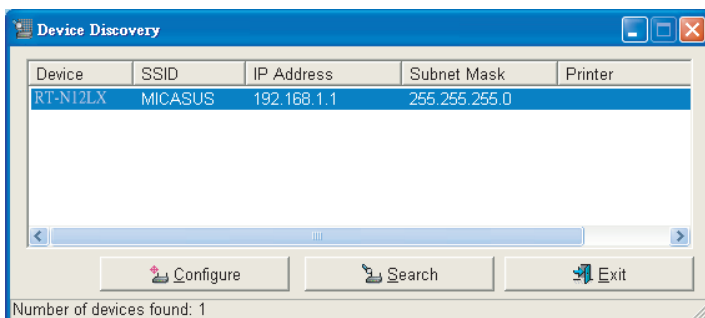 Device Discovery
Device SSID IP Address Subnet Mask Printer
RT-N12LX MICASUS 192.168.1.1 255.255.255.0
Configure Search Exit
Number of devices found: 1